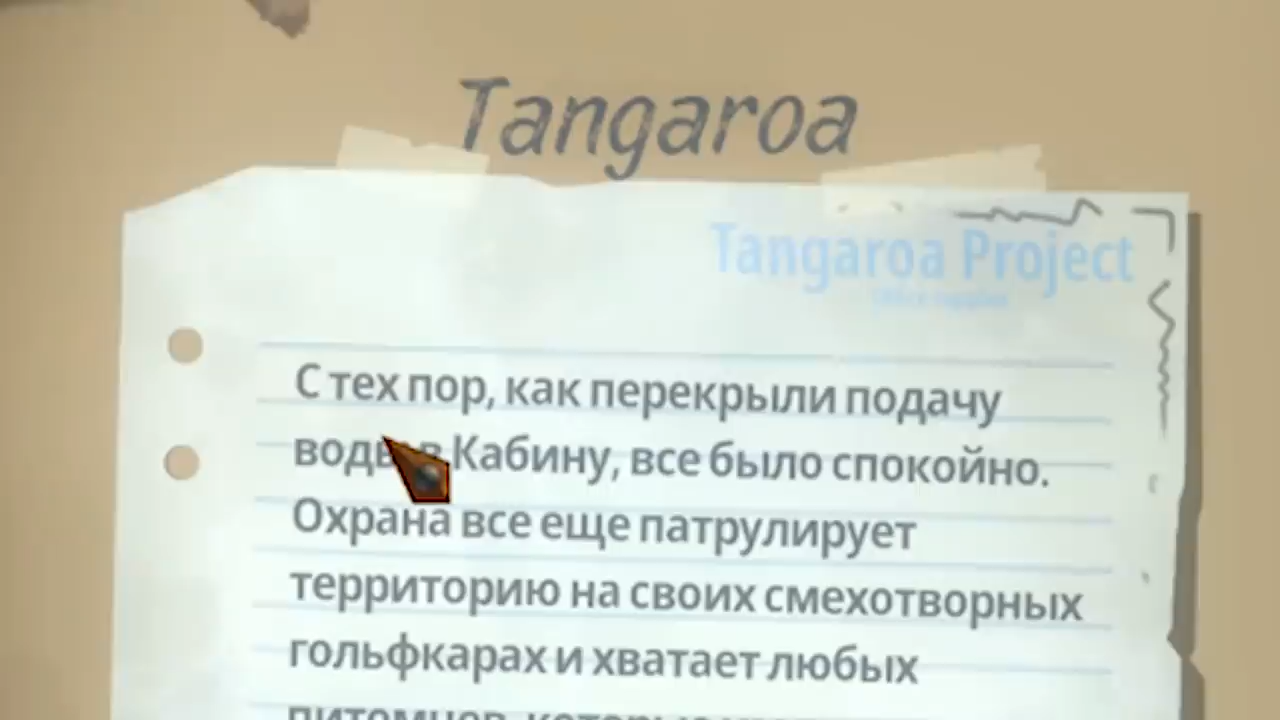 Tangaroa
Tangaroa Project
С тех пор, как перекрыли подачу
в Кабину, все было спокойно.
Охрана все еще патрулирует
территорию на своих смехотворных
гольфкарах и хватает любых